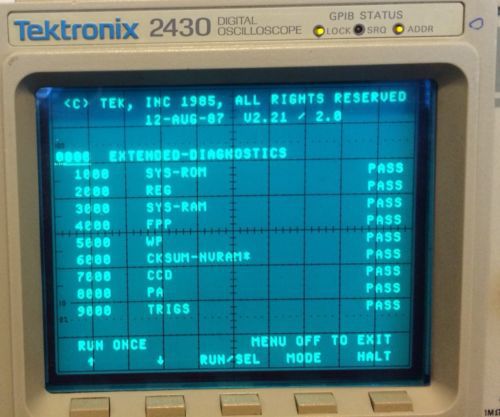 Tektronix 2430 DIGITAL OSCILLOSCOPE
GPIB STATUS
LOCK SRQ ADDR
<C> TEK, INC 1985, ALL RIGHTS RESERVED
12-AUG-87 V2.21 / 2.0
0000 EXTENDED-DIAGNOSTICS
1000 SYS-ROM PASS
2000 REG PASS
3000 SYS-RAM PASS
4000 FPP PASS
5000 WP PASS
6000 CKSUM-NVRAM* PASS
7000 CCD PASS
8000 PA PASS
9000 TRIGS PASS
RUN ONCE MENU OFF TO EXIT
↑ ↓ RUN/SEL MODE HALT